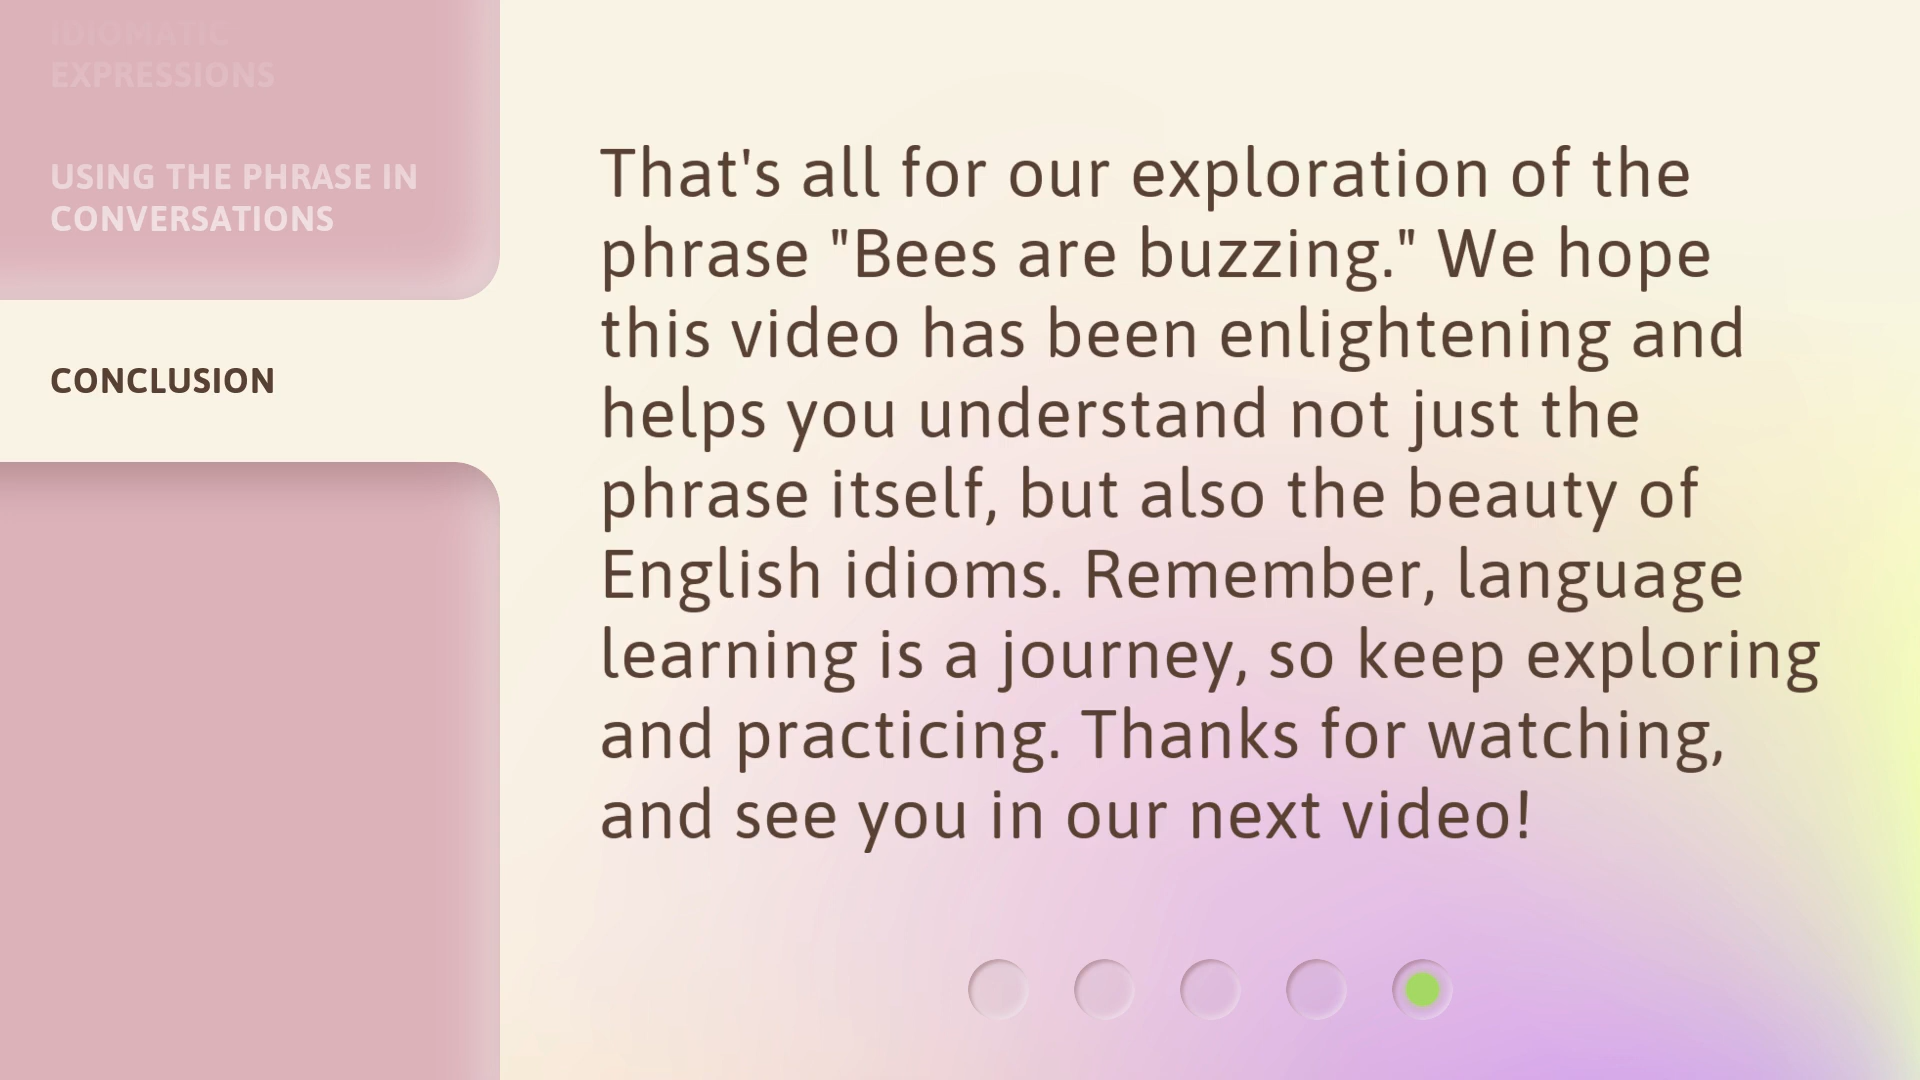 IDIOMATIC
EXPRESSIONS
USING THE PHRASE IN
CONVERSATIONS
CONCLUSION
That's all for our exploration of the
phrase "Bees are buzzing." We hope
this video has been enlightening and
helps you understand not just the
phrase itself, but also the beauty of
English idioms. Remember, language
learning is a journey, so keep exploring
and practicing. Thanks for watching,
and see you in our next video!